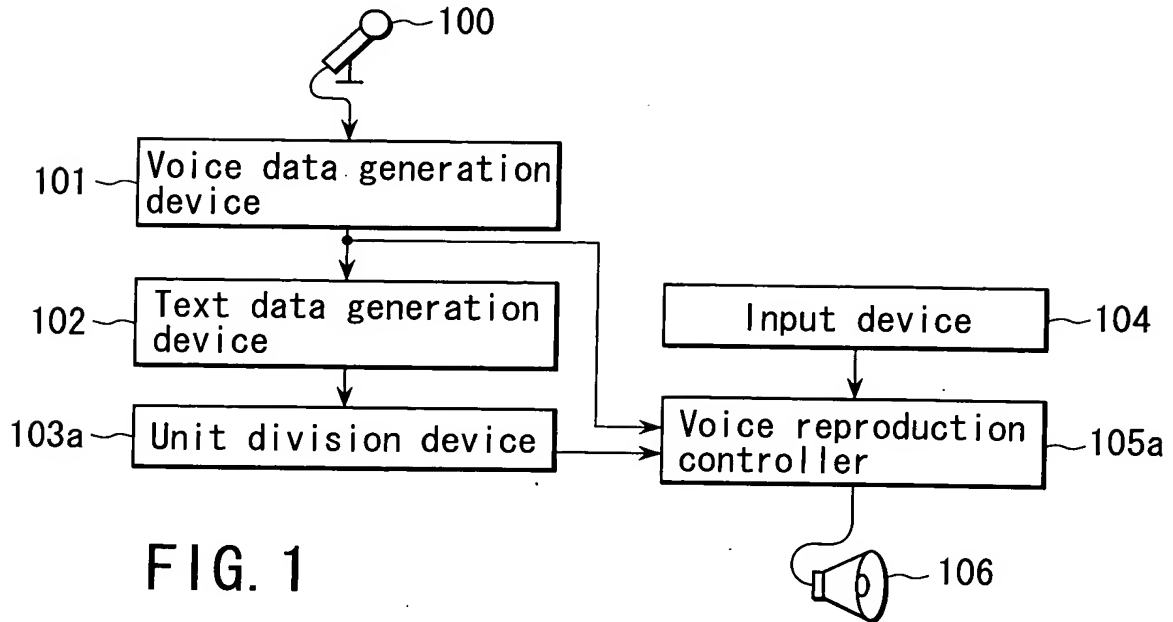 100
101
Voice data generation
device
102
Text data generation
device
Input device
104
103a
Unit division device
Voice reproduction
controller
105a
106
FIG. 1